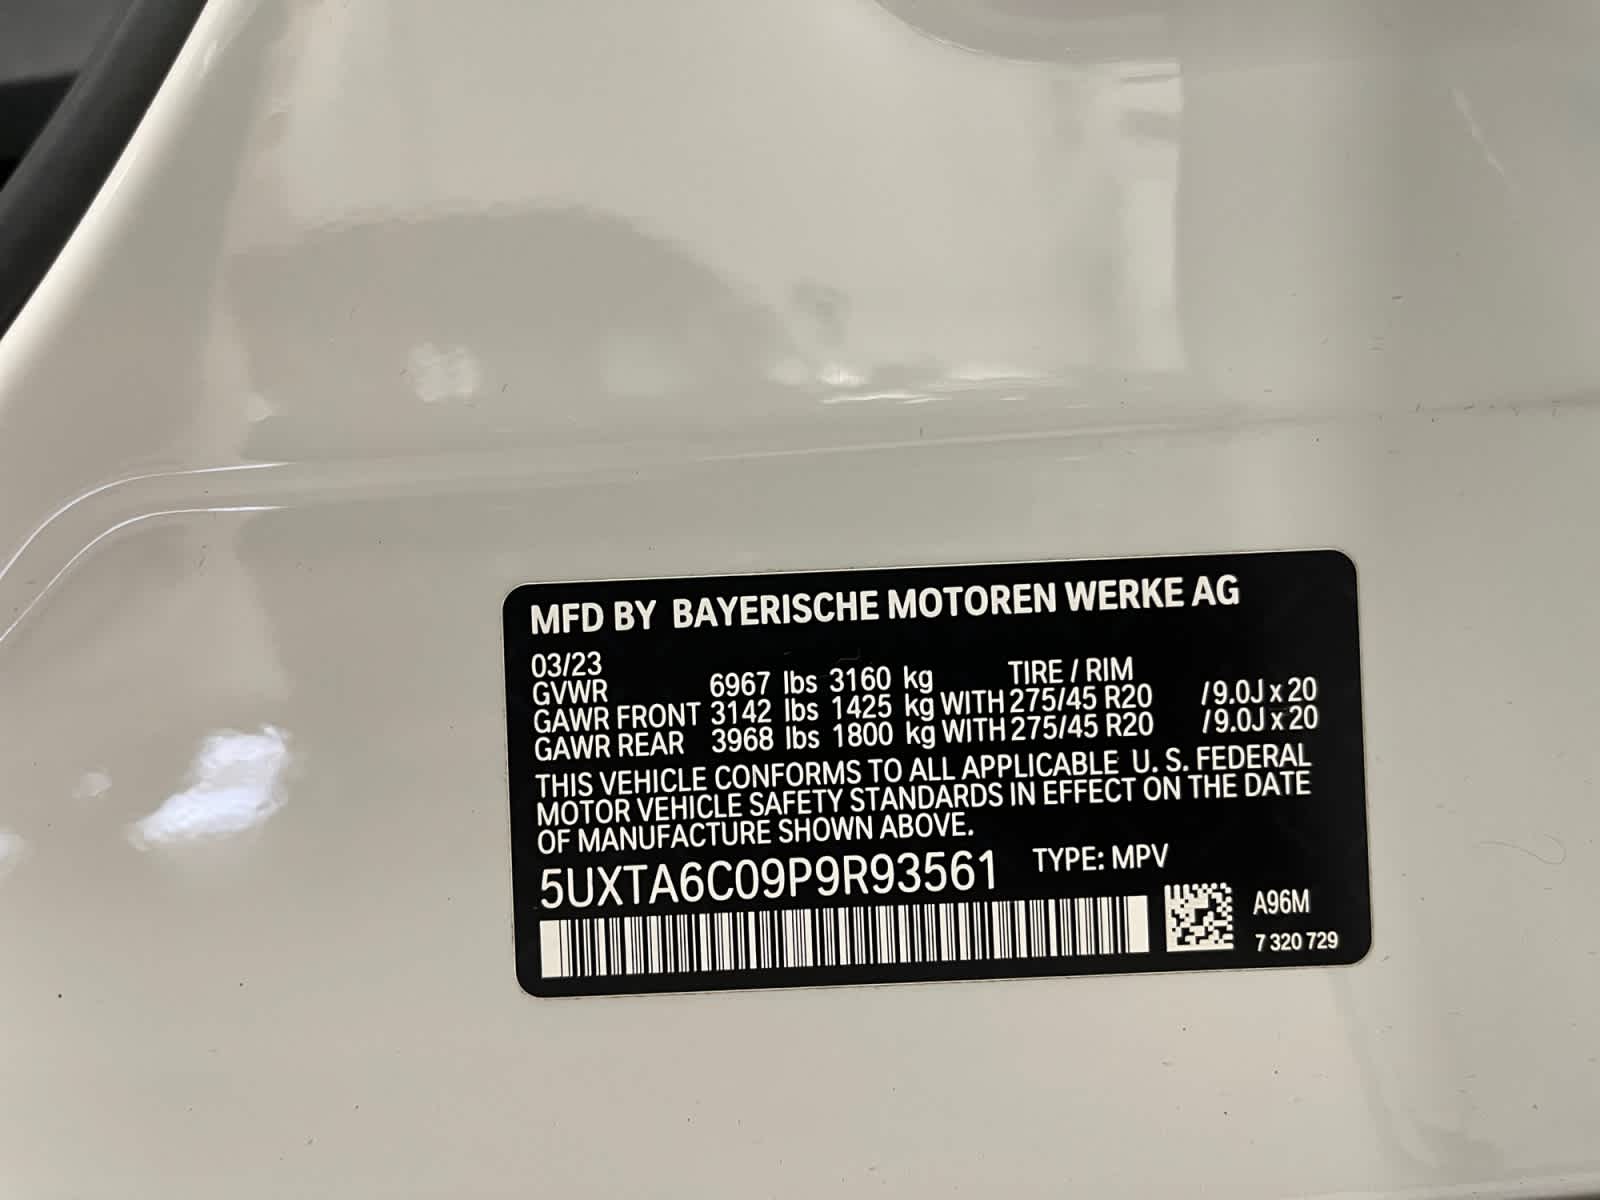 MFD BY BAYERISCHE MOTOREN WERKE AG
03/23 TIRE / RIM
GVWR 6967 lbs 3160 kg
GAWR FRONT 3142 lbs 1425 kg WITH 275/45 R20 / 9.0J x 20
GAWR REAR 3968 lbs 1800 kg WITH 275/45 R20 / 9.0J x 20
THIS VEHICLE CONFORMS TO ALL APPLICABLE U. S. FEDERAL
MOTOR VEHICLE SAFETY STANDARDS IN EFFECT ON THE DATE
OF MANUFACTURE SHOWN ABOVE.
5UXTA6C09P9R93561 TYPE: MPV
A96M
7 320 729